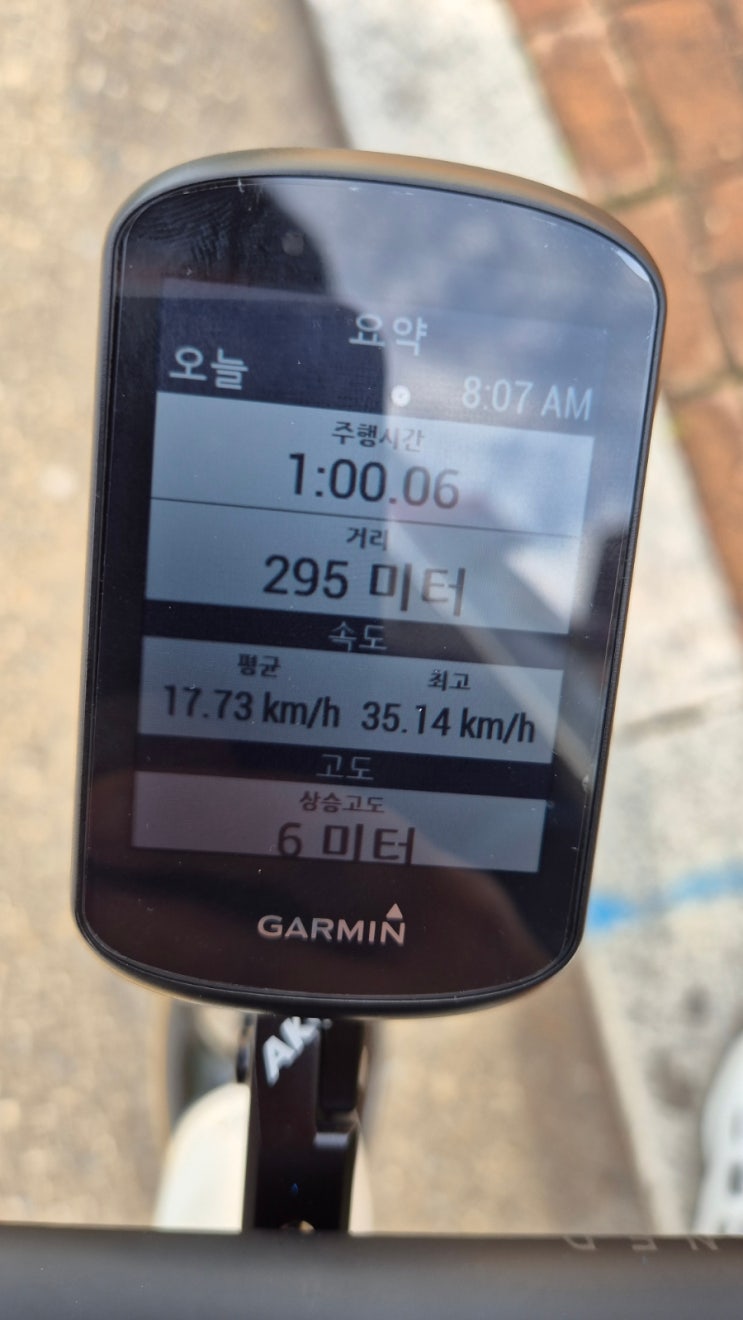 요약
오늘 8:07 AM
주행시간
1:00.06
거리
295 미터
속도
평균 최고
17.73 km/h 35.14 km/h
고도
상승고도
6 미터
GARMIN